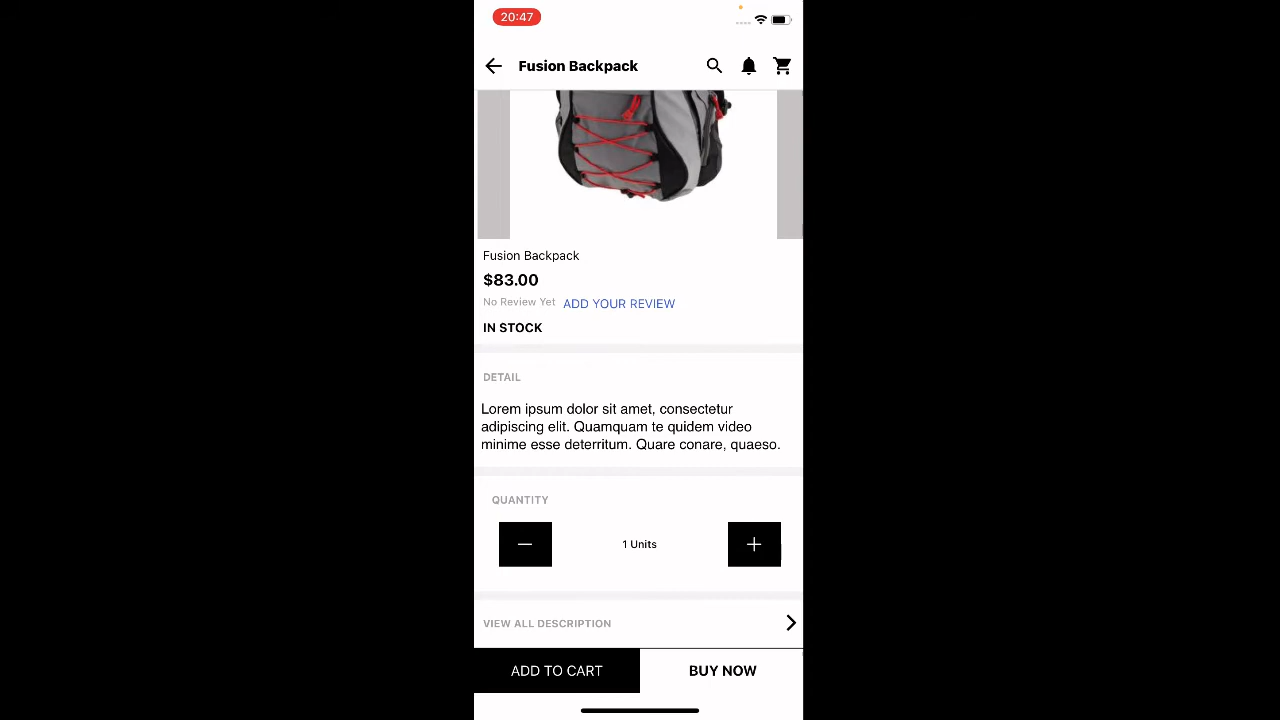 20:47
Fusion Backpack
Fusion Backpack
$83.00
No Review Yet ADD YOUR REVIEW
IN STOCK
DETAIL
Lorem ipsum dolor sit amet, consectetur
adipiscing elit. Quamquam te quidem video
minime esse deterritum. Quare conare, quaeso.
QUANTITY
1 Units
VIEW ALL DESCRIPTION
ADD TO CART BUY NOW